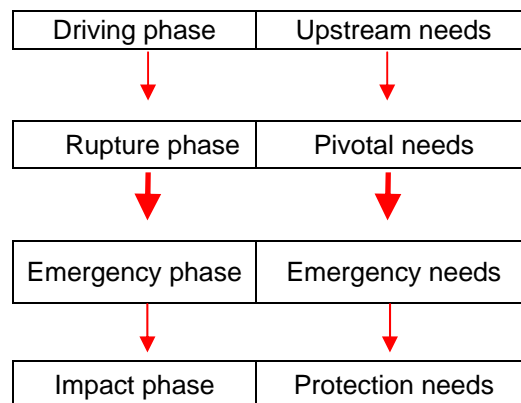 Driving phase Upstream needs
Rupture phase Pivotal needs
Emergency phase Emergency needs
Impact phase Protection needs